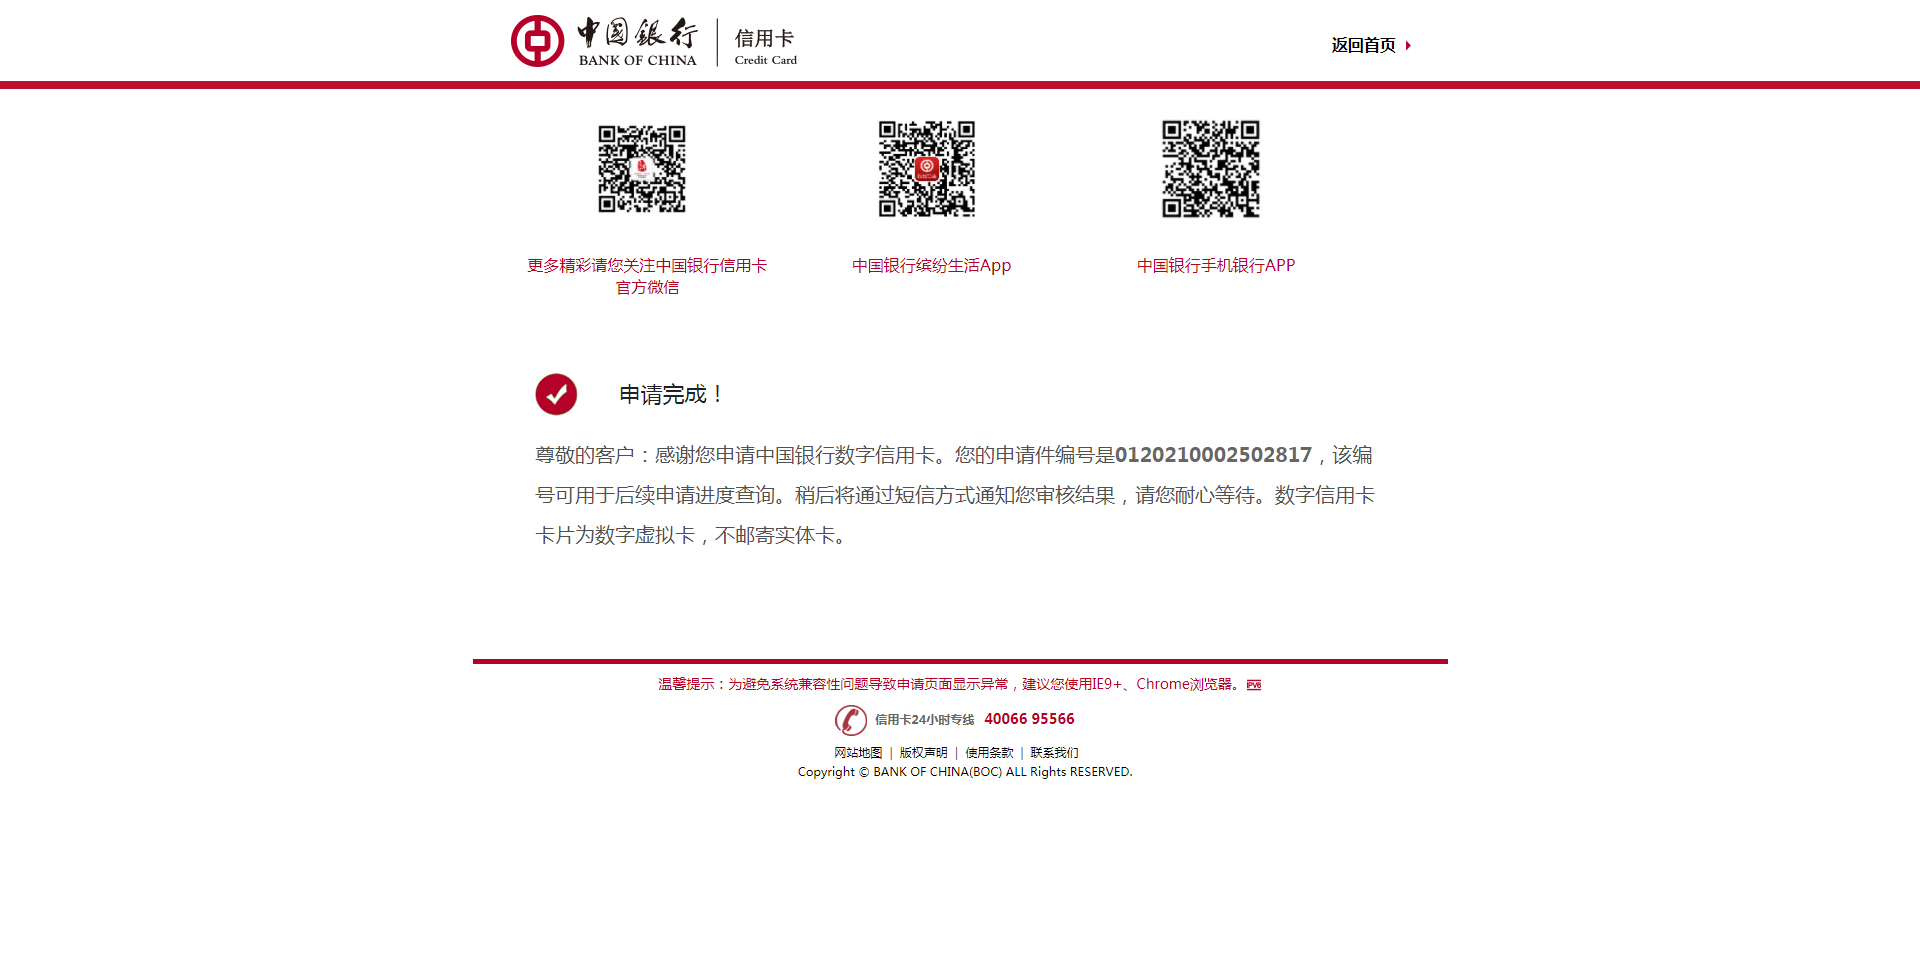 中国银行
BANK OF CHINA
信用卡
Credit Card
返回首页
更多精彩请您关注中国银行信用卡
官方微信
中国银行缤纷生活App
中国银行手机银行APP
申请完成！
尊敬的客户：感谢您申请中国银行数字信用卡。您的申请件编号是0120210002502817，该编
号可用于后续申请进度查询。稍后将通过短信方式通知您审核结果，请您耐心等待。数字信用卡
卡片为数字虚拟卡，不邮寄实体卡。
温馨提示：为避免系统兼容性问题导致申请页面显示异常，建议您使用IE9+、Chrome浏览器。 IPV6
信用卡24小时专线 40066 95566
网站地图 | 版权声明 | 使用条款 | 联系我们
Copyright © BANK OF CHINA(BOC) ALL Rights RESERVED.